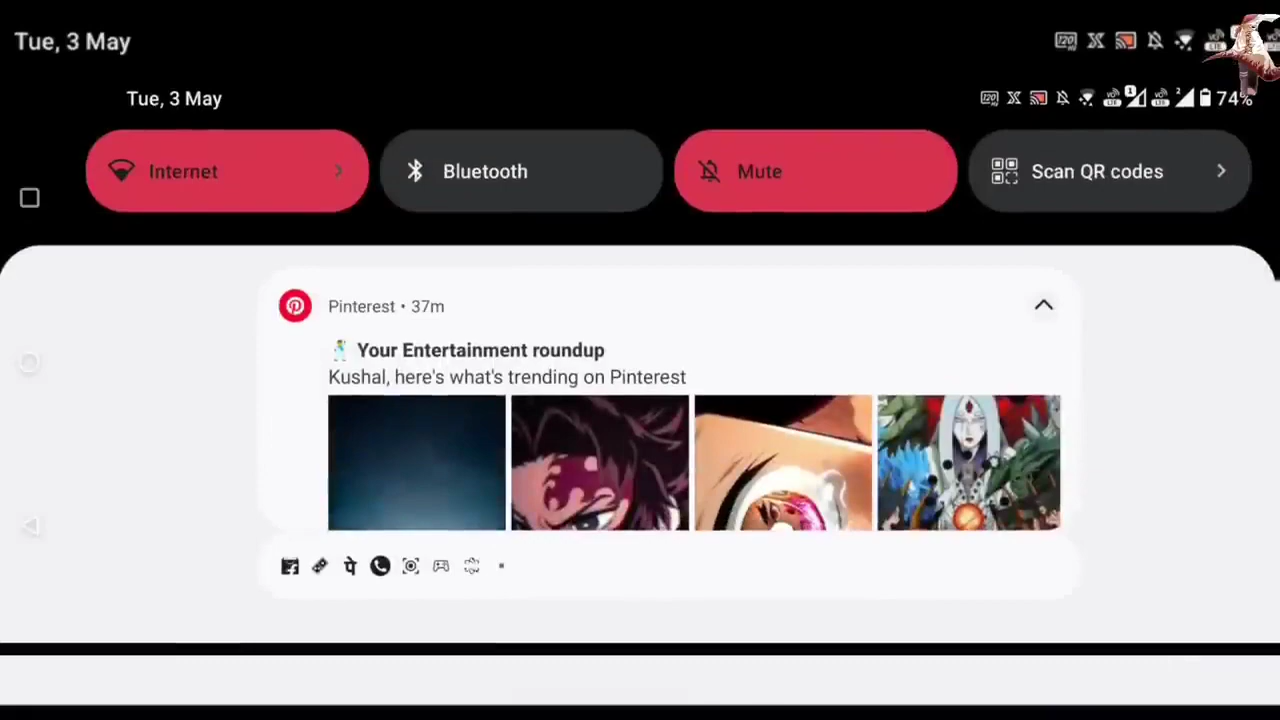 Tue, 3 May
Tue, 3 May
74%
Internet
Bluetooth
Mute
Scan QR codes
Pinterest • 37m
Your Entertainment roundup
Kushal, here's what's trending on Pinterest
पे